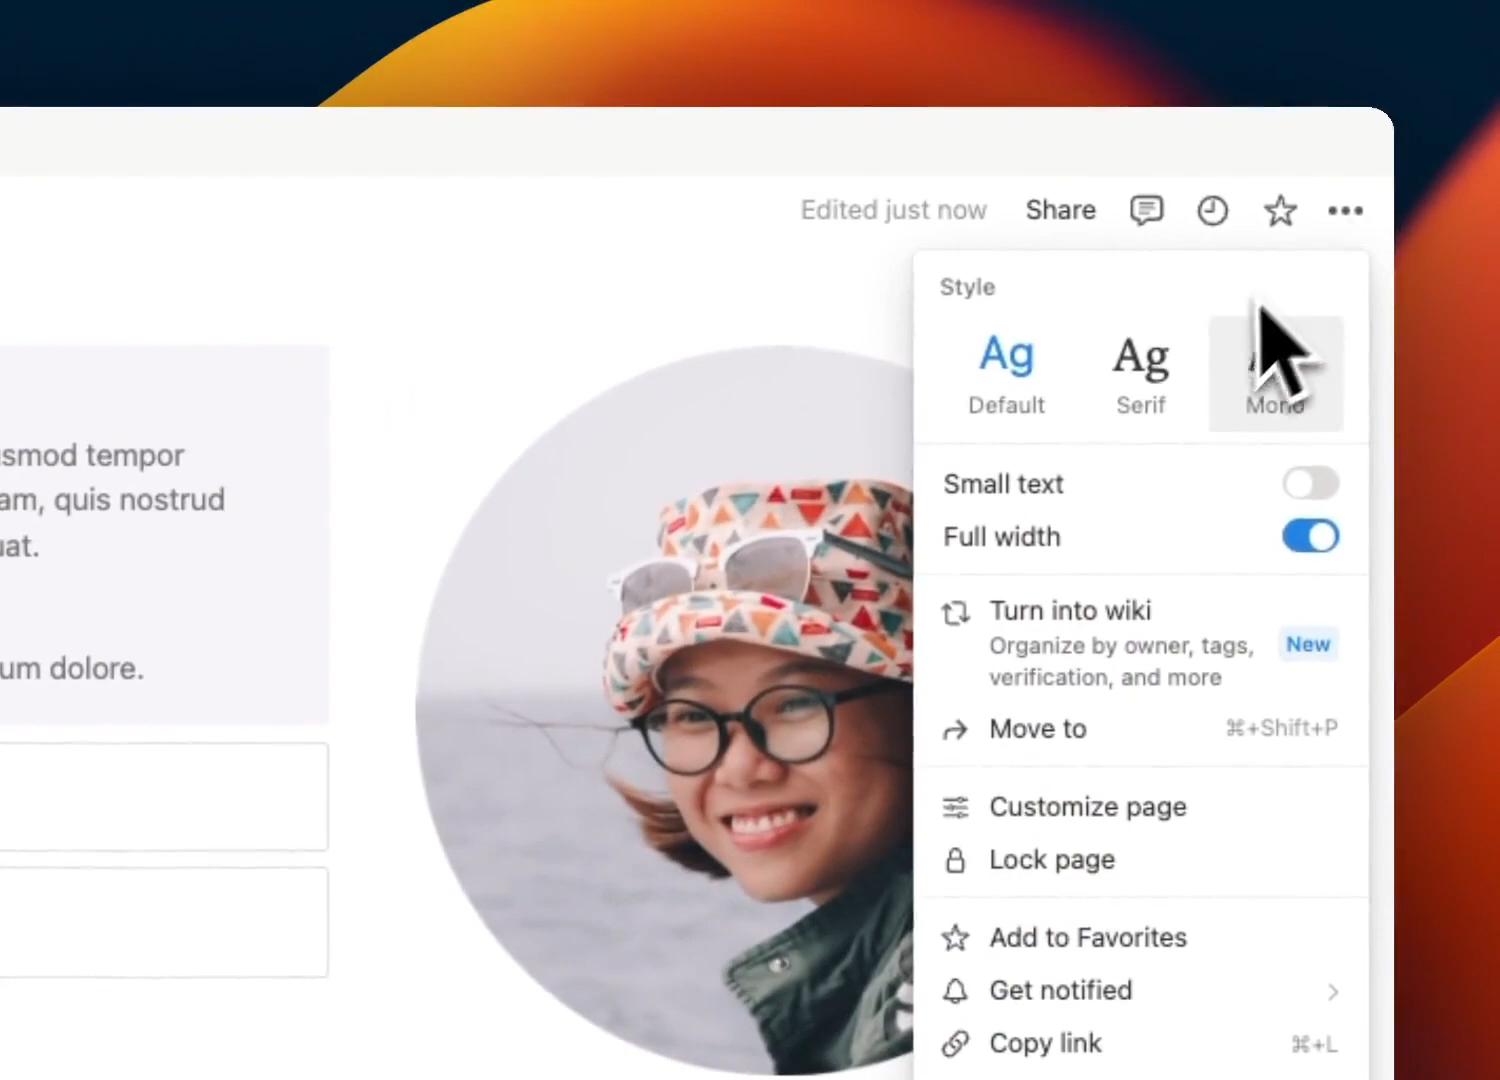 Edited just now Share
Style
Ag Ag
Default Serif Mono
smod tempor
am, quis nostrud
uat.
um dolore.
Small text
Full width
Turn into wiki
Organize by owner, tags,
verification, and more
New
Move to ⌘+Shift+P
Customize page
Lock page
Add to Favorites
Get notified
Copy link ⌘+L